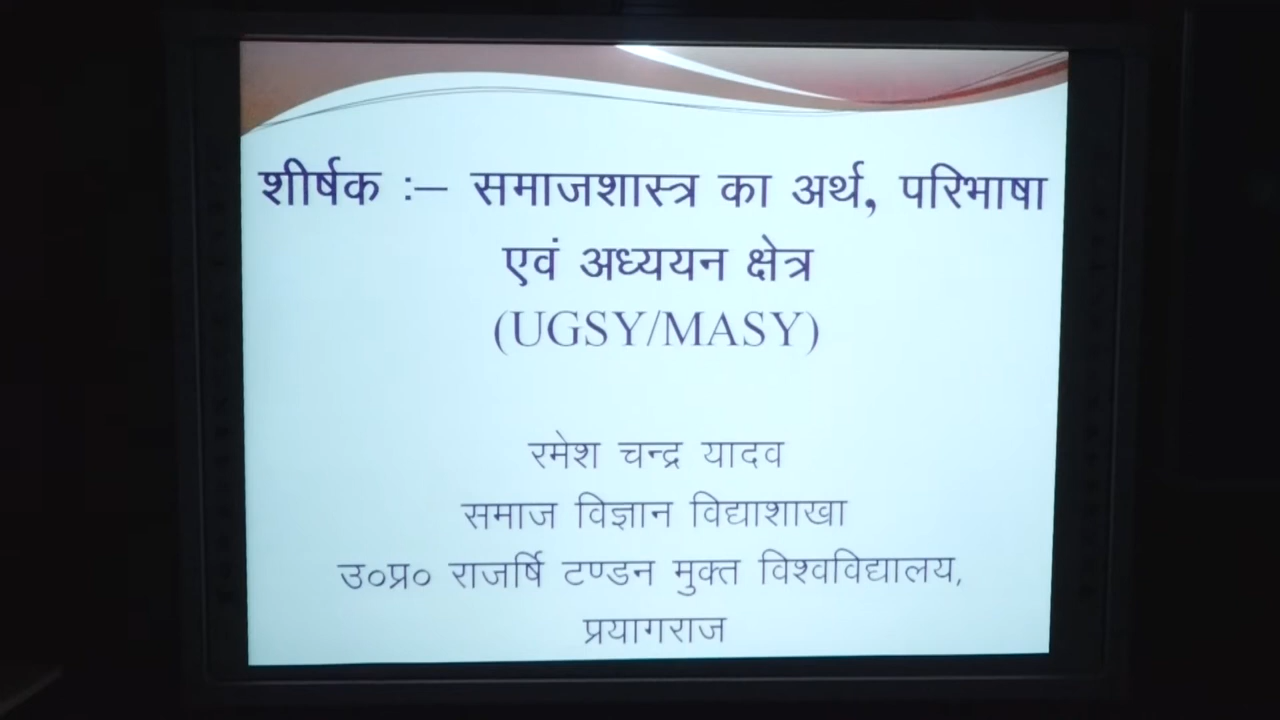 शीर्षक :– समाजशास्त्र का अर्थ, परिभाषा
एवं अध्ययन क्षेत्र
(UGSY/MASY)
रमेश चन्द्र यादव
समाज विज्ञान विद्याशाखा
उ०प्र० राजर्षि टण्डन मुक्त विश्वविद्यालय,
प्रयागराज